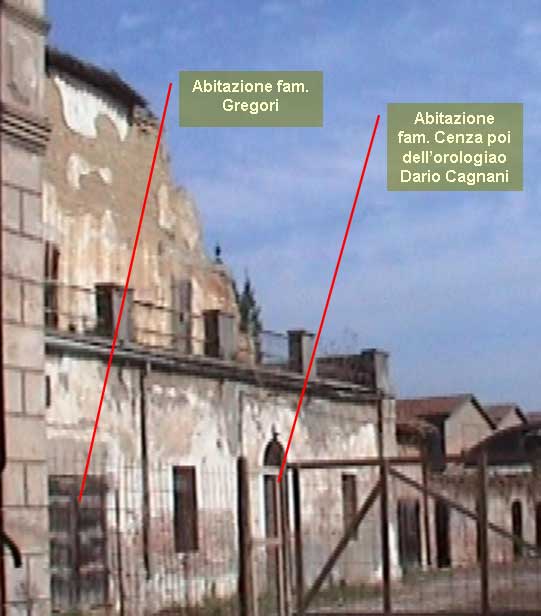 Abitazione fam.
Gregori
Abitazione
fam. Cenza poi
dell'orologiao
Dario Cagnani